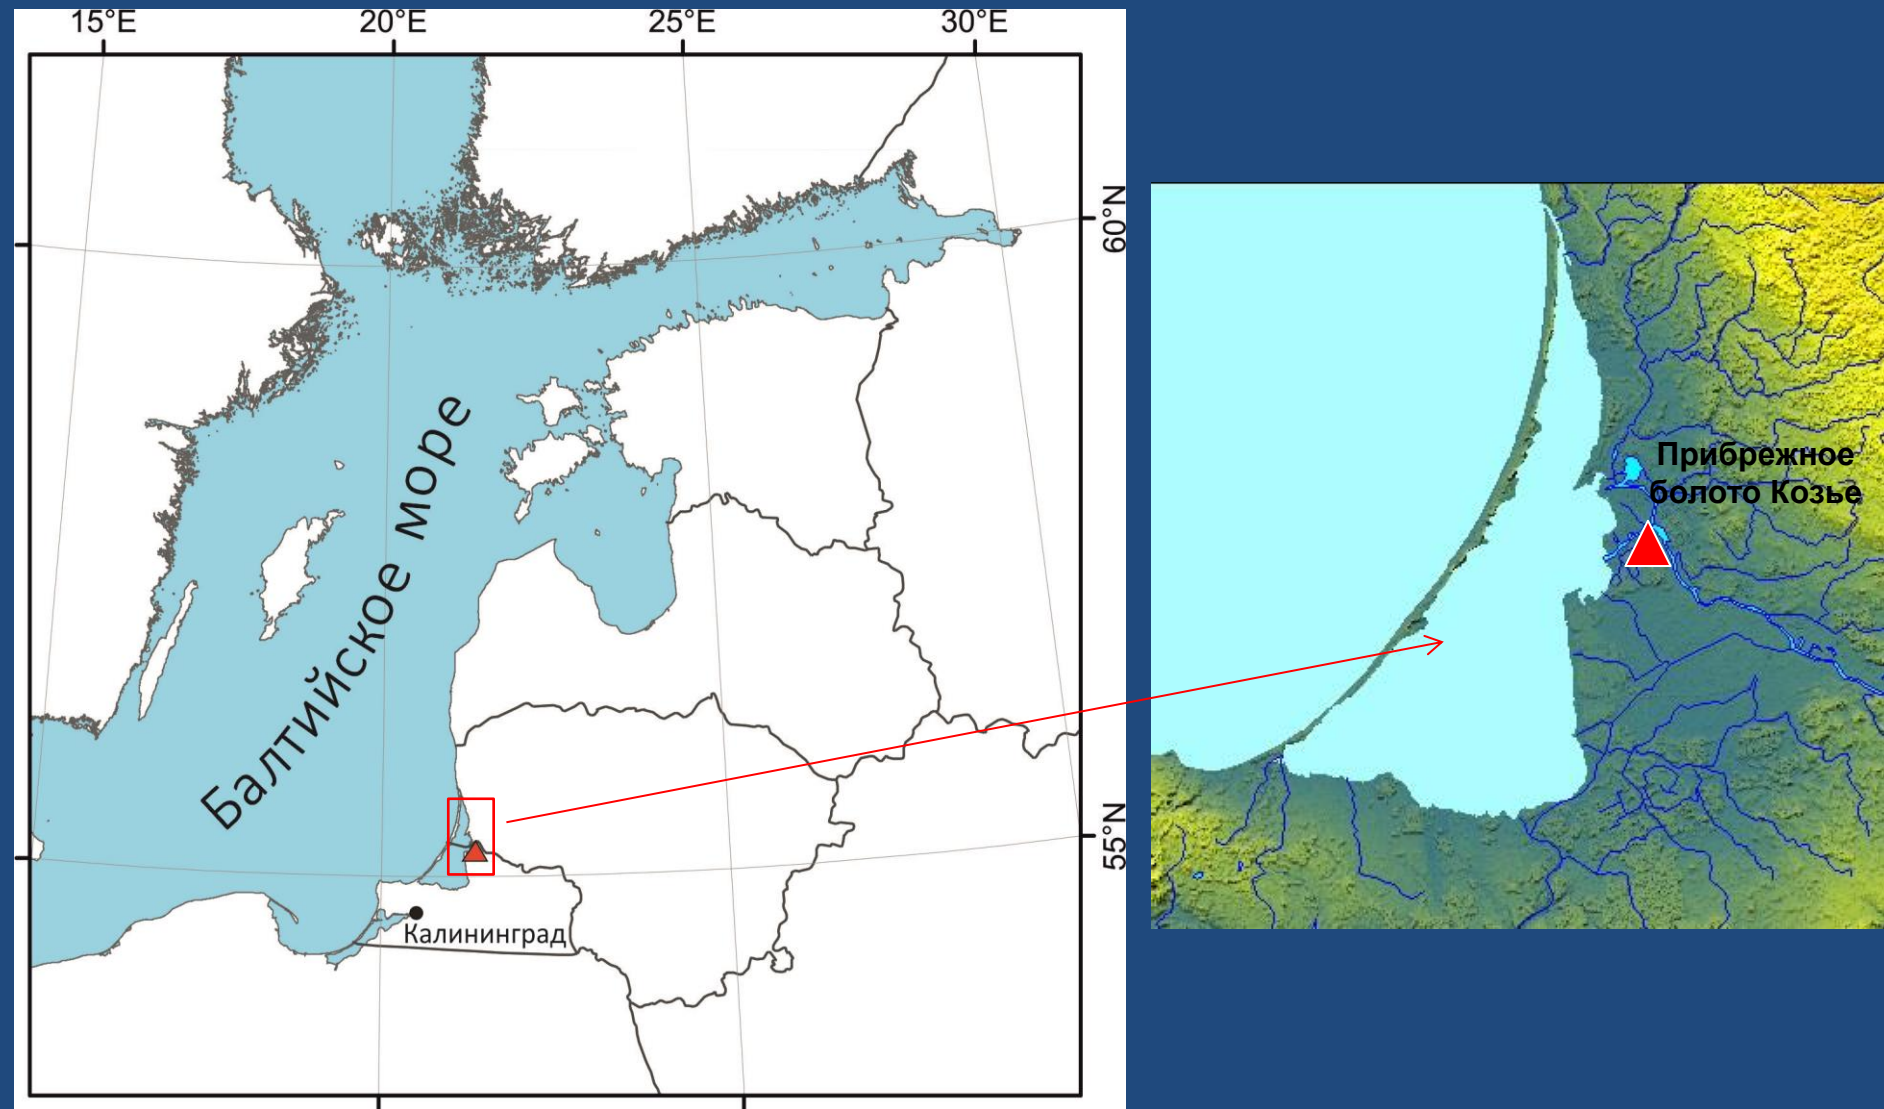 15°E
20°E
25°E
30°E
60°N
Балтийское море
55°N
Калининград
Прибрежное
болото Козье